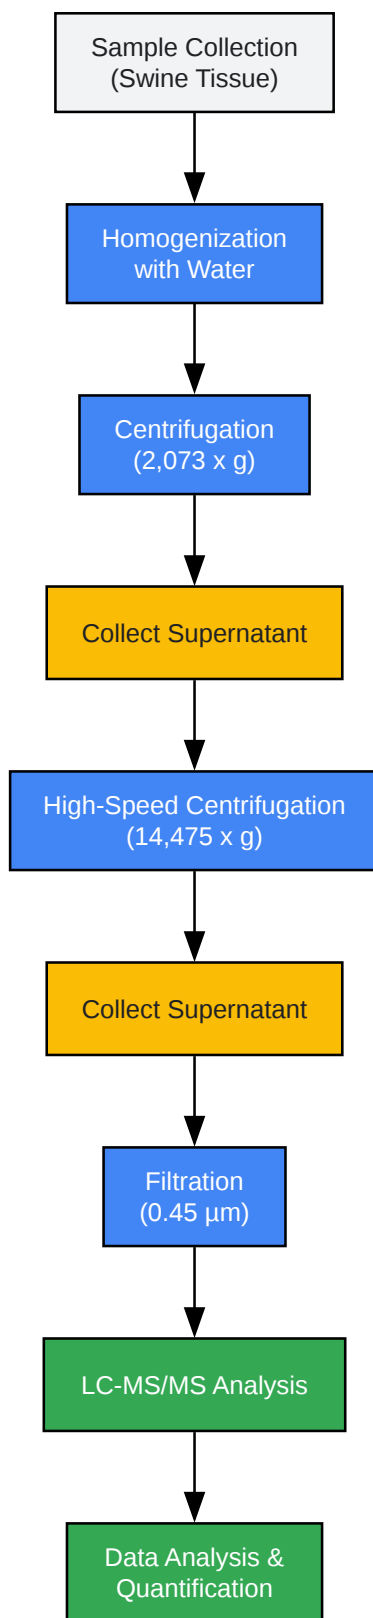 Sample Collection
(Swine Tissue)
Homogenization
with Water
Centrifugation
(2,073 x g)
Collect Supernatant
High-Speed Centrifugation
(14,475 x g)
Collect Supernatant
Filtration
(0.45 µm)
LC-MS/MS Analysis
Data Analysis &
Quantification